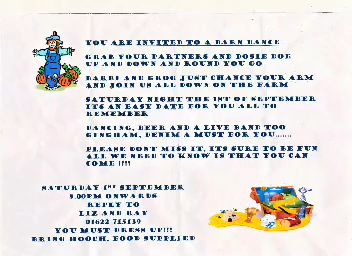 YOU ARE INVITED TO A BARN DANCE
GRAB YOUR PARTNERS AND DOSIE DOE
UP AND DOWN AND ROUND YOU GO
BARBI AND GROG JUST CHANCE YOUR ARM
AND JOIN US ALL DOWN ON THE FARM
SATURDAY NIGHT THE 1ST OF SEPTEMBER
ITS AN EASY DATE FOR YOU ALL TO
REMEMBER
DANCING, BEER AND A LIVE BAND TOO
GINGHAM, DENIM A MUST FOR YOU.......
PLEASE DONT MISS IT, ITS SURE TO BE FUN
ALL WE NEED TO KNOW IS THAT YOU CAN
COME !!!!
SATURDAY 1ST SEPTEMBER
ONWARDS
REPLY TO
LIZ AND RAY
01622
YOU MUST DRESS UP!!!
BRING HOOCH, FOOD SUPPLIED